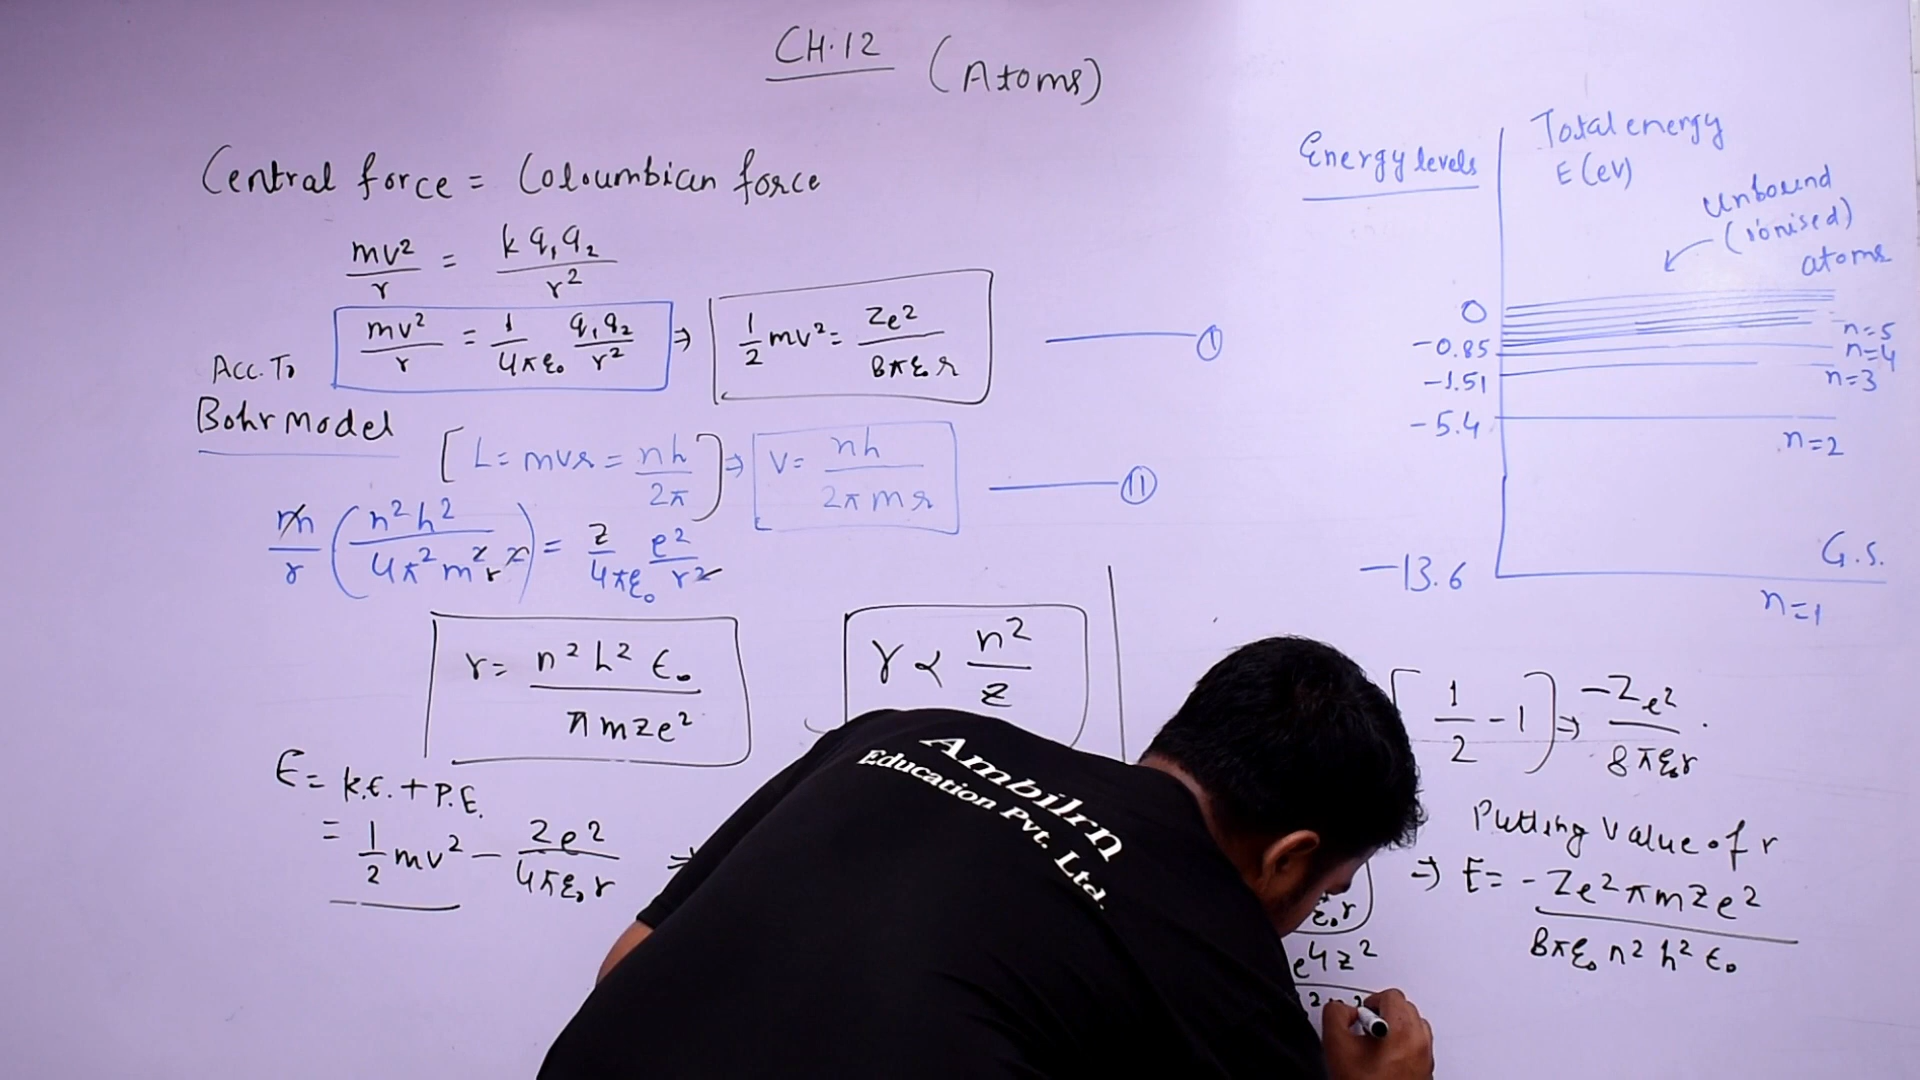 CH.12 (Atoms)
Central force = Coloumbian force
mv²/r = k q₁q₂/r²
mv²/r = 1/4πε₀ q₁q₂/r² ⇒ 1/2 mv² = Ze²/8πε₀r —— (I)
Acc. To
Bohr Model
[L = mvr = nh/2π] ⇒ V = nh/2πmr —— (II)
m/r (n²h²/4π²m²r²) = Z/4πε₀ e²/r²
r = n²h²ε₀/πmze²
r ∝ n²/z
E = K.E. + P.E.
= 1/2 mv² − Ze²/4πε₀r ⇒
Energy levels
Total energy
E (eV)
Unbound
(ionised)
atoms
0
n=5
-0.85
n=4
-1.51
n=3
-5.4
n=2
-13.6
G.S.
n=1
[1/2 - 1] ⇒ -Ze²/8πε₀r
Putting value of r
⇒ E = -Ze²πmZe²/8πε₀n²h²ε₀
ε₀r
e⁴z²
Ambilrn
Education Pvt. Ltd.